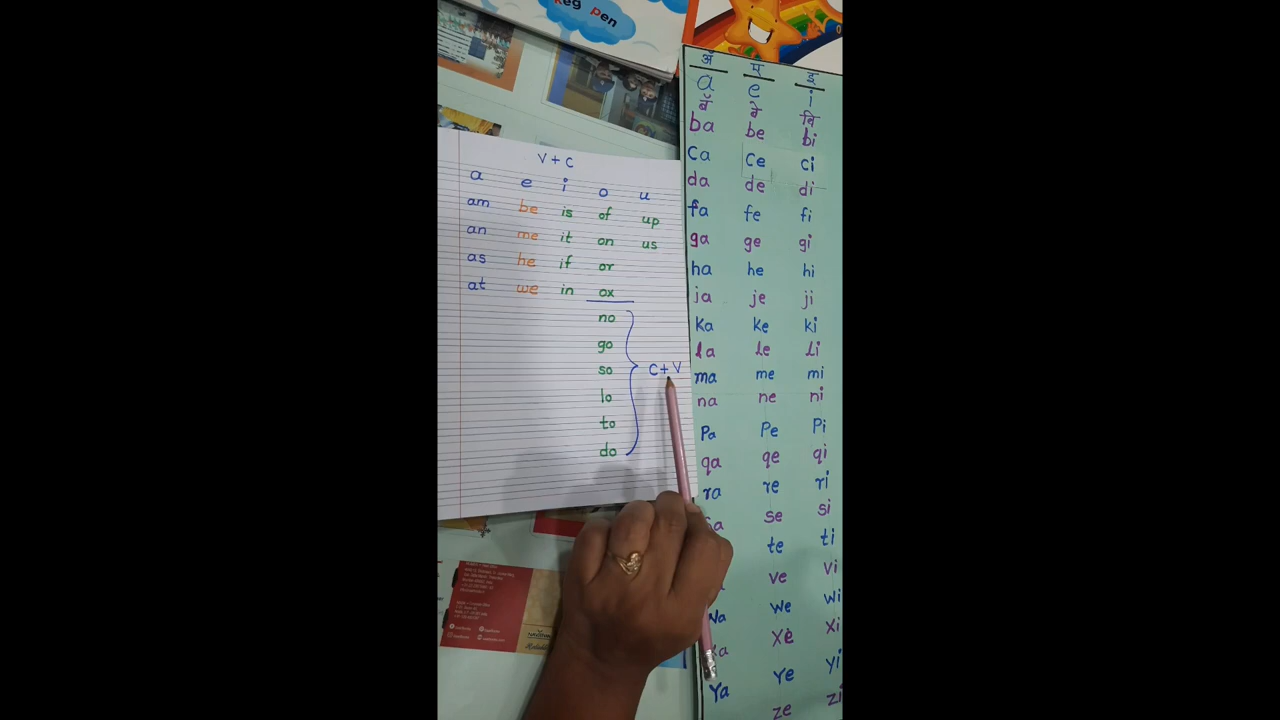 keg pen
V + C
a e i o u
am be is of up
an me it on us
as he if or
at we in ox
no
go
so
C+V
lo
to
do
अॅ ए इ
a e i
बॅ बे बि
ba be bi
Ca Ce ci
da de di
fa fe fi
ga ge gi
ha he hi
ja je ji
Ka ke ki
la le li
ma me mi
na ne ni
Pa Pe Pi
qa qe qi
ra re ri
se si
te ti
ve vi
we wi
Xe Xi
Ya Ye yi
ze zi